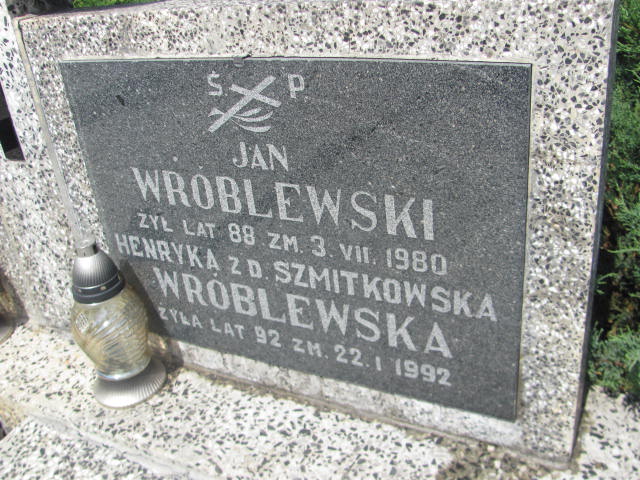 Ś. P.
JAN
WRÓBLEWSKI
ŻYŁ LAT 88 ZM. 3. VII. 1980
HENRYKA Z D. SZMITKOWSKA
WRÓBLEWSKA
ŻYŁA LAT 92 ZM. 22. I 1992